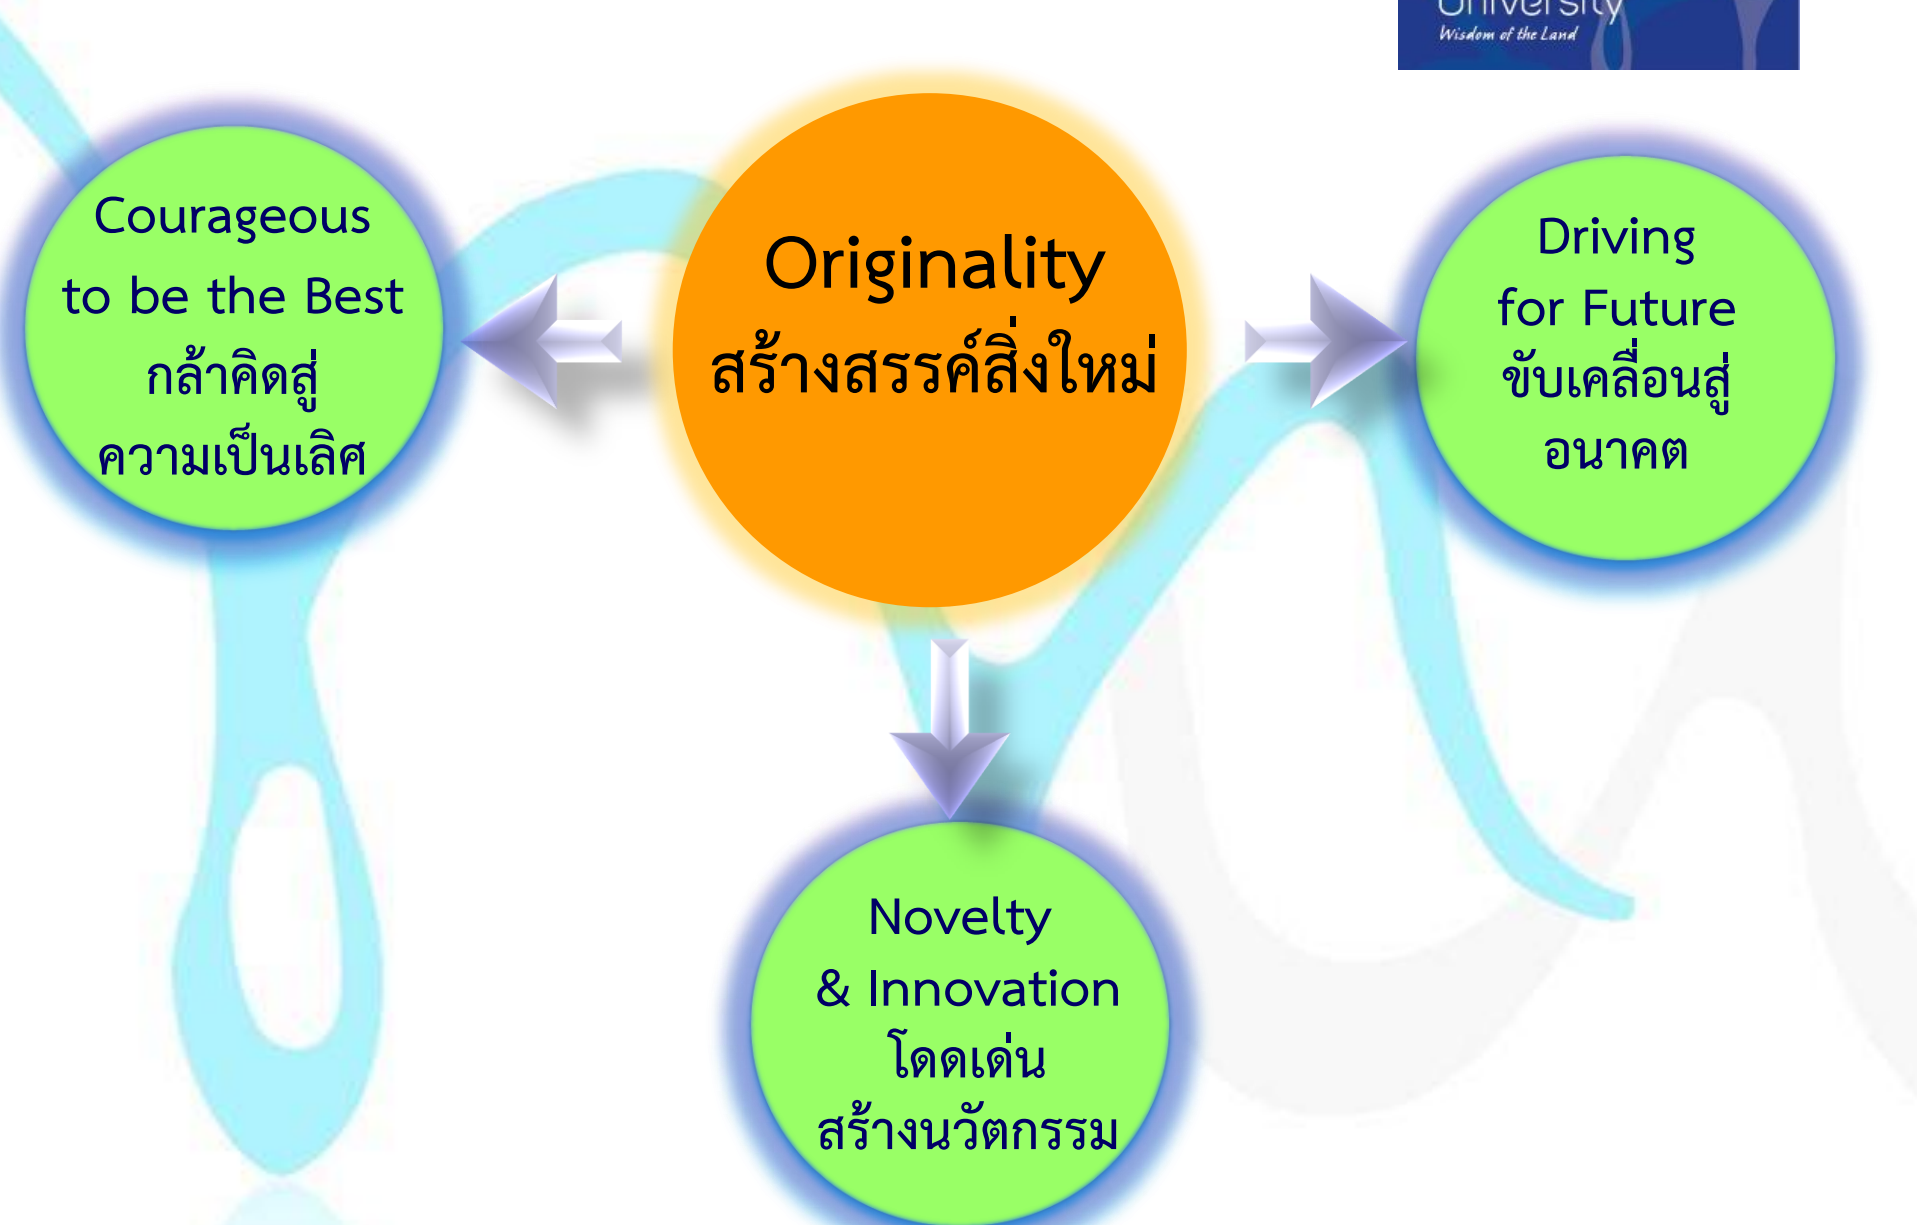 University
Wisdom of the Land
Courageous
to be the Best
กล้าคิดสู่
ความเป็นเลิศ
Originality
สร้างสรรค์สิ่งใหม่
Driving
for Future
ขับเคลื่อนสู่
อนาคต
Novelty
& Innovation
โดดเด่น
สร้างนวัตกรรม